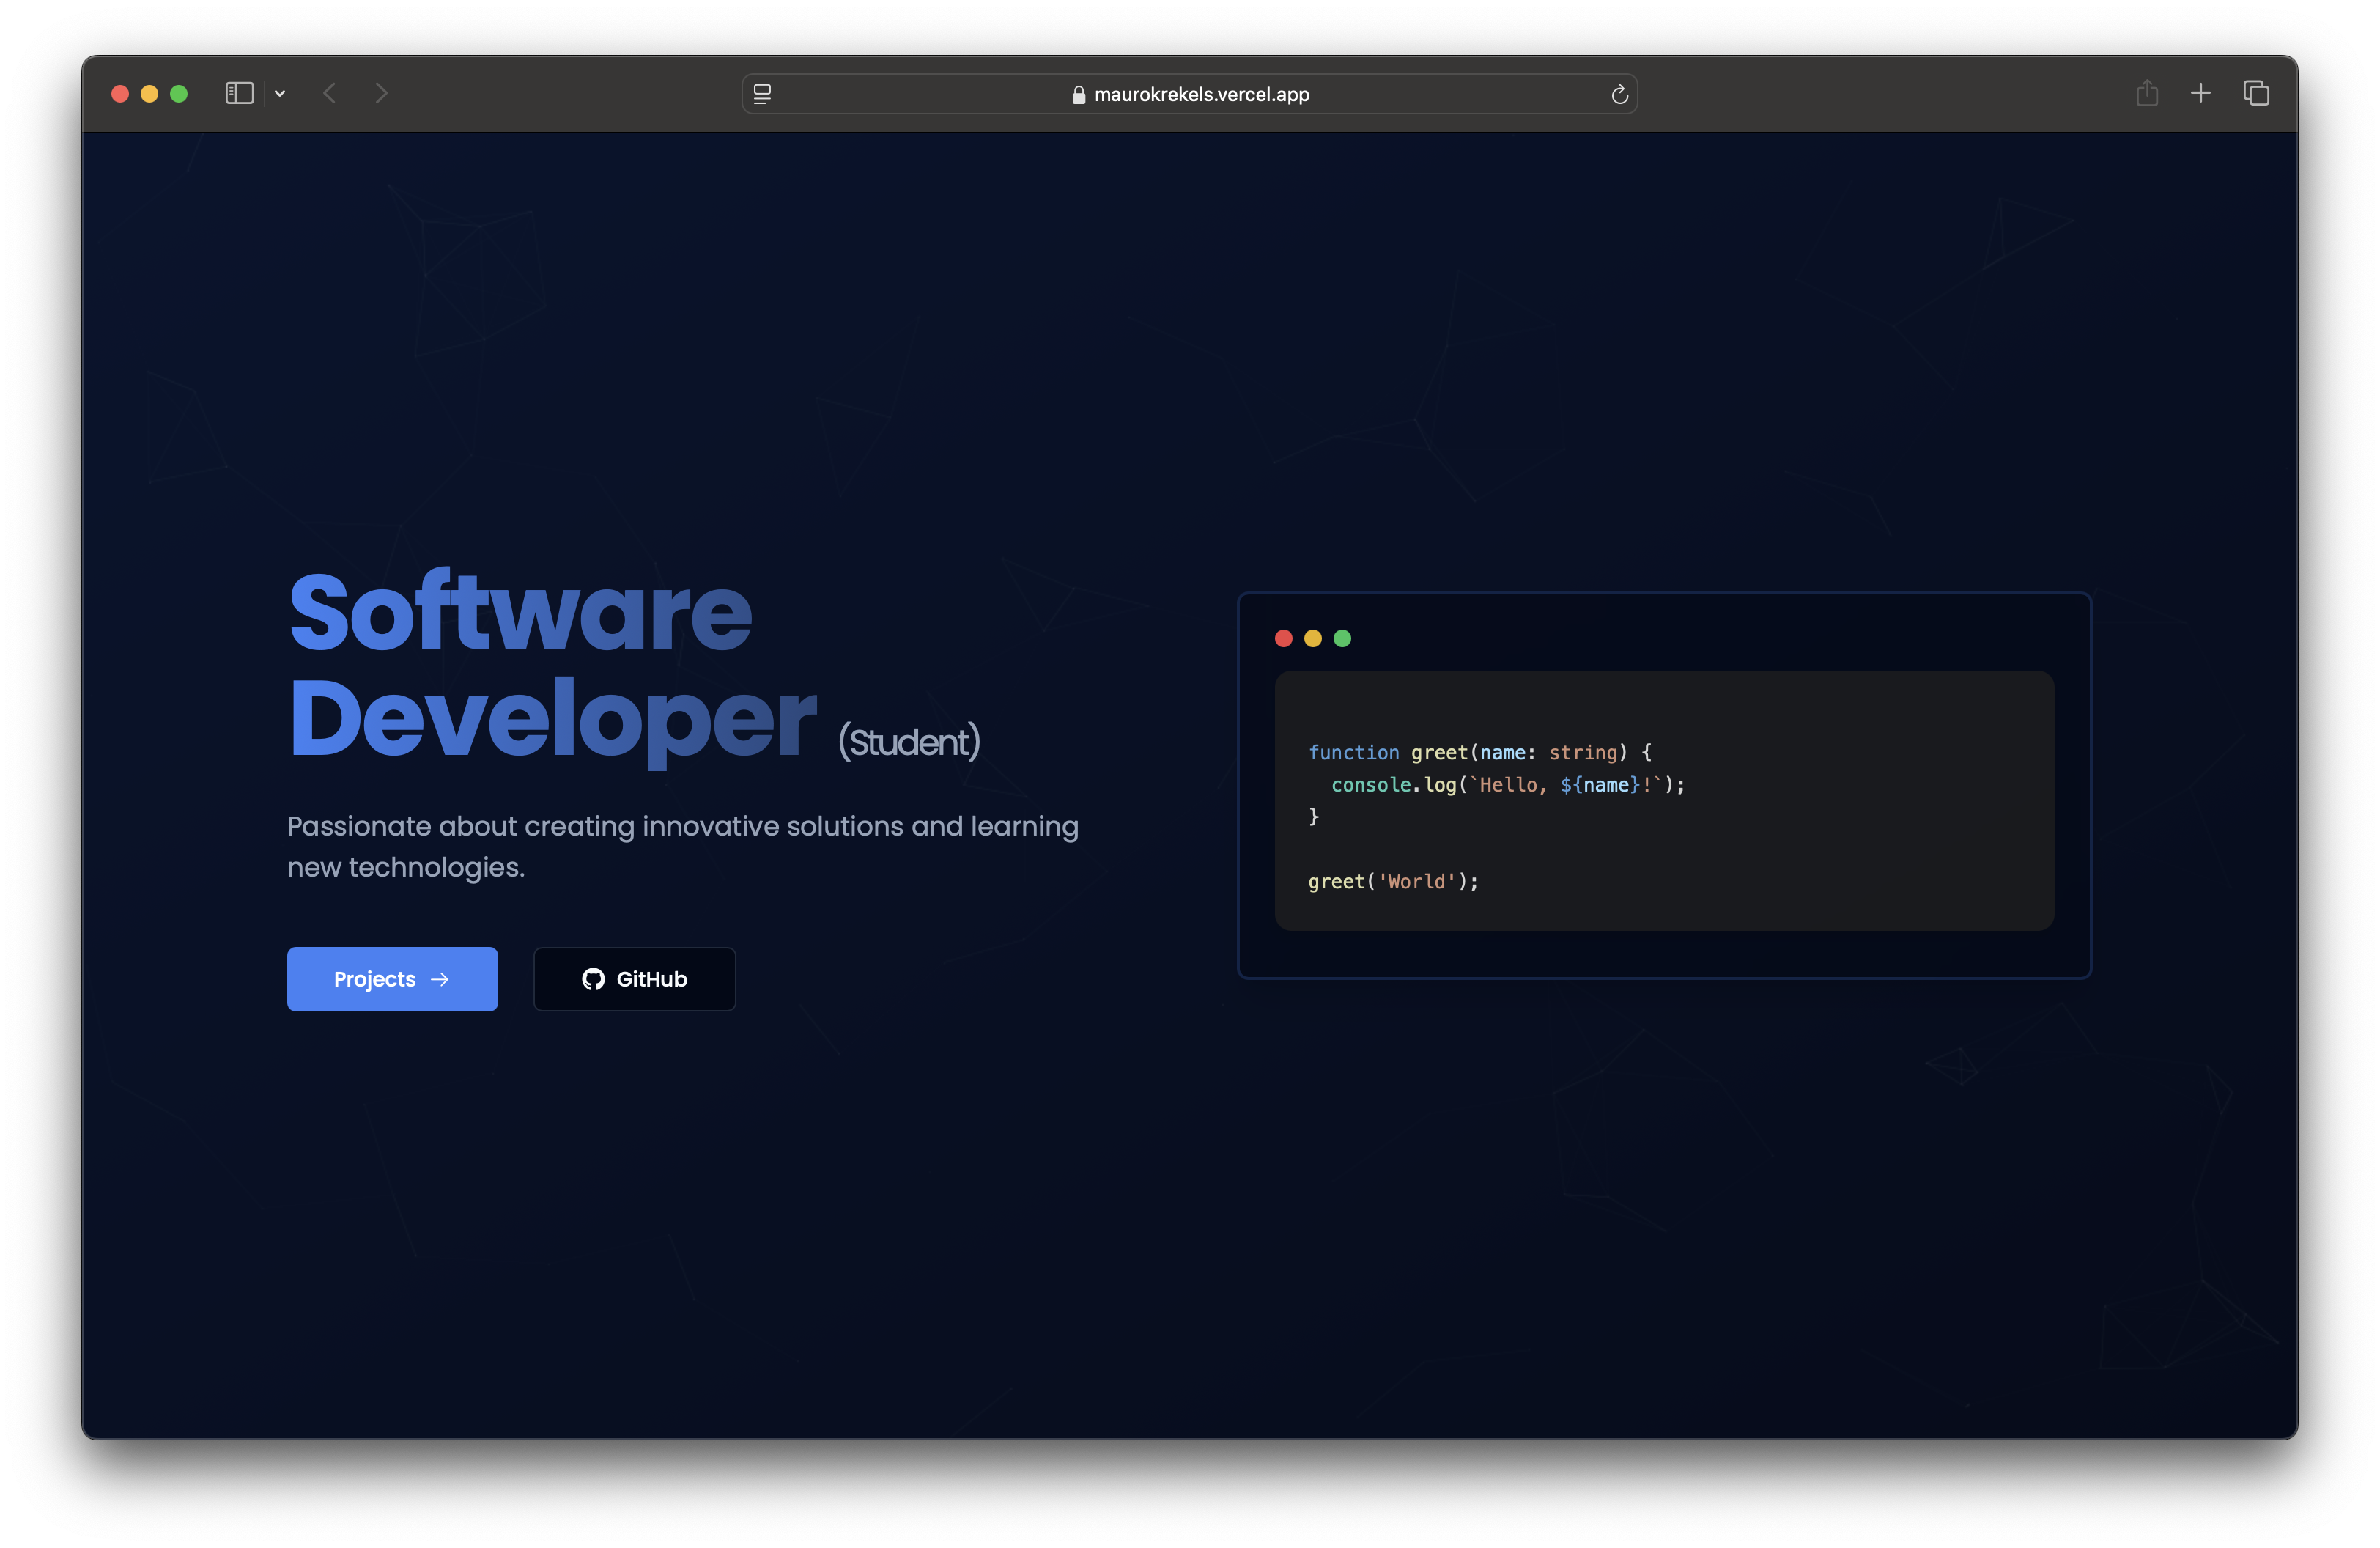 maurokrekels.vercel.app
Software
Developer (Student)
Passionate about creating innovative solutions and learning
new technologies.
Projects →
GitHub
function greet(name: string) {
  console.log(`Hello, ${name}!`);
}
greet('World');